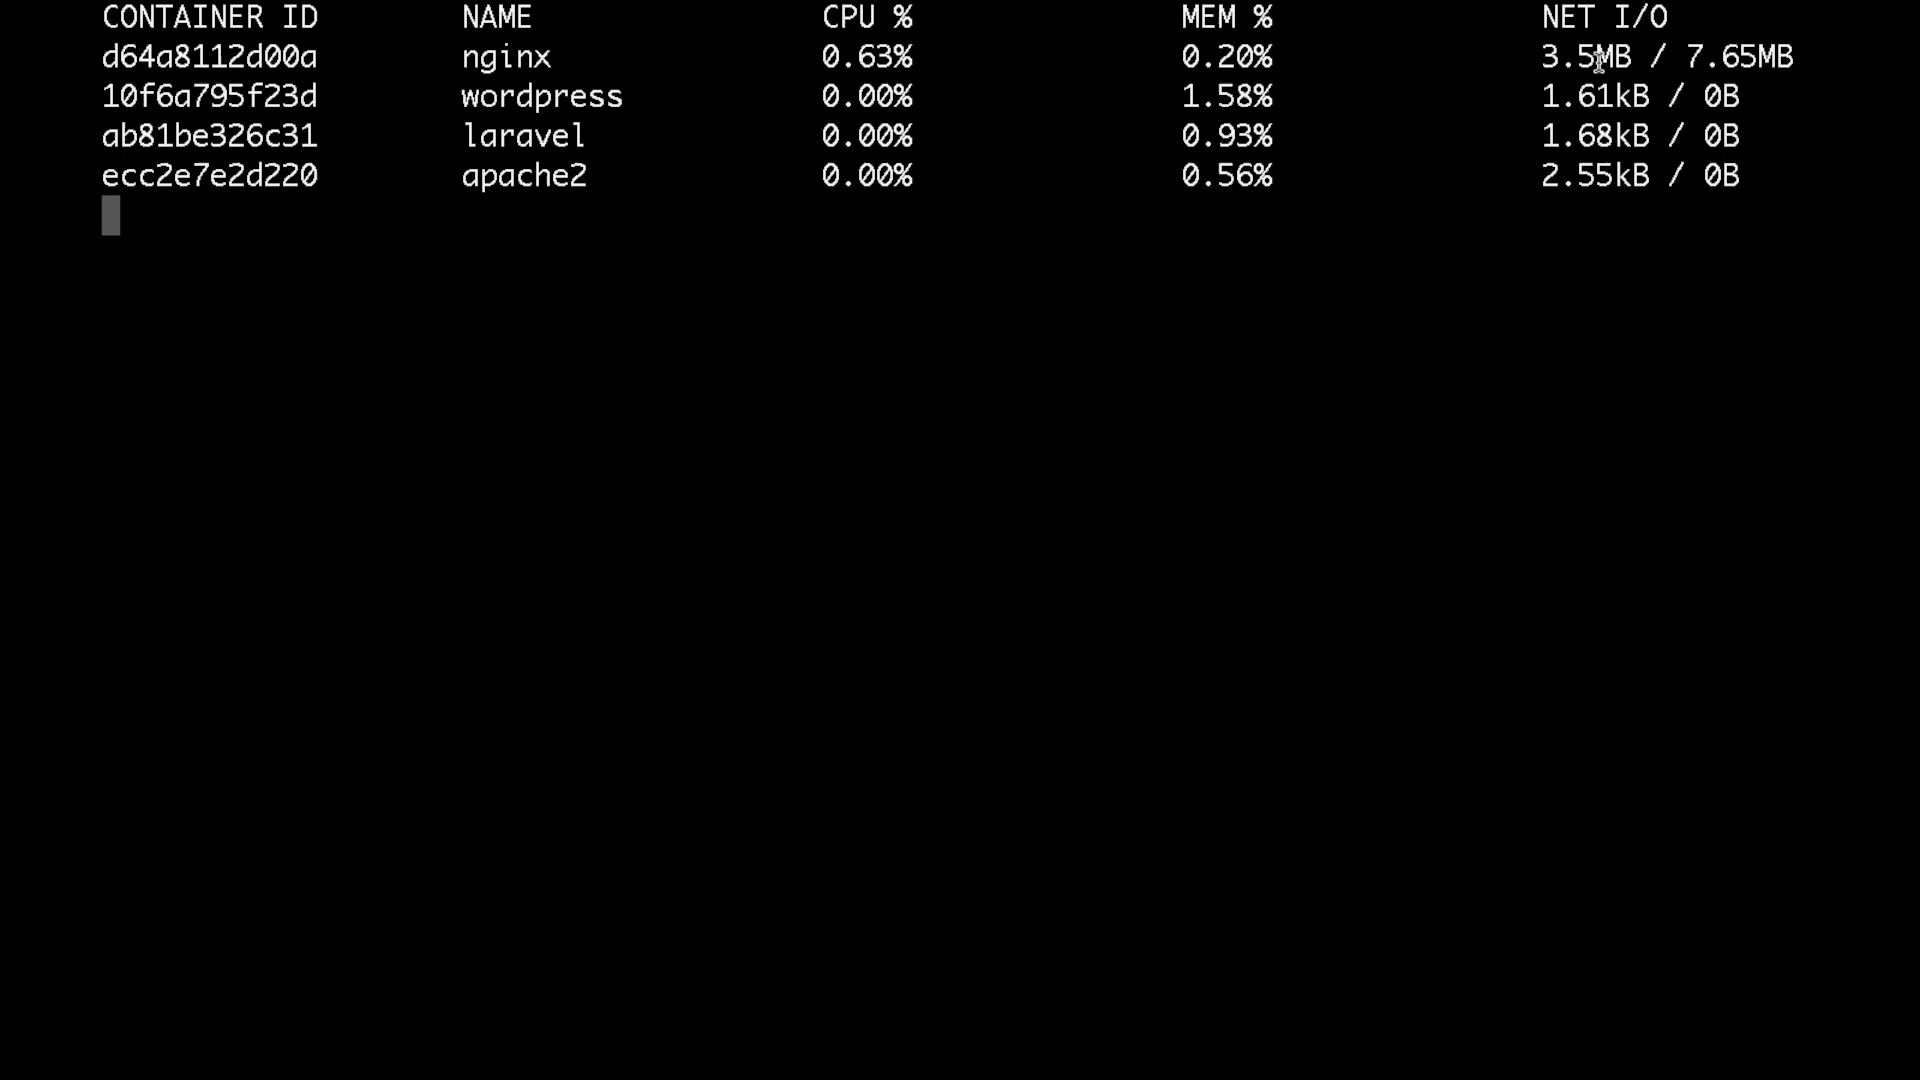 CONTAINER ID NAME CPU % MEM % NET I/O
d64a8112d00a nginx 0.63% 0.20% 3.5MB / 7.65MB
10f6a795f23d wordpress 0.00% 1.58% 1.61kB / 0B
ab81be326c31 laravel 0.00% 0.93% 1.68kB / 0B
ecc2e7e2d220 apache2 0.00% 0.56% 2.55kB / 0B